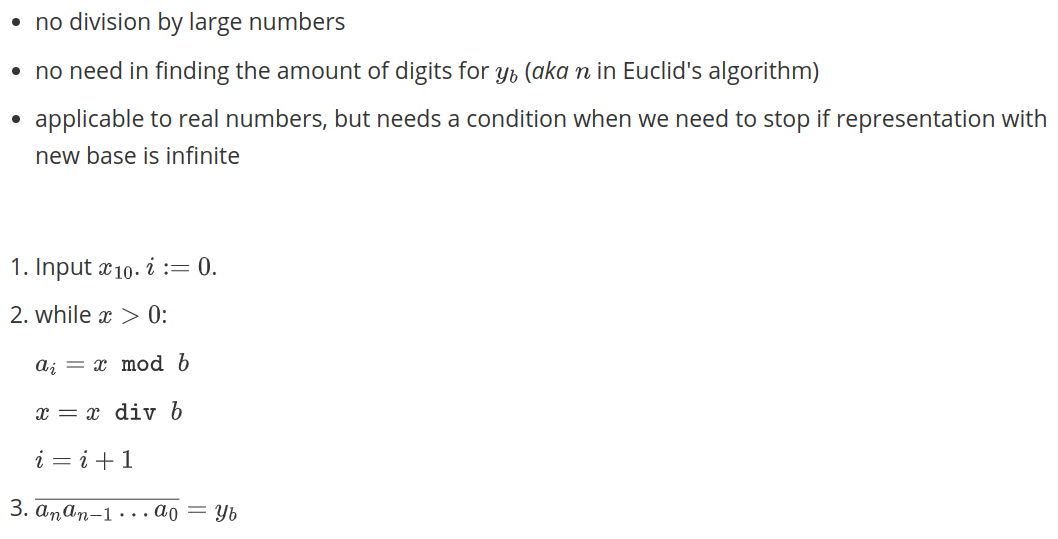 • no division by large numbers
• no need in finding the amount of digits for $y_b$ (aka $n$ in Euclid's algorithm)
• applicable to real numbers, but needs a condition when we need to stop if representation with
new base is infinite
1. Input $x_{10}$. $i := 0$.
2. while $x > 0$:
$a_i = x \mod b$
$x = x \text{ div } b$
$i = i + 1$
3. $\overline{a_n a_{n-1} \ldots a_0} = y_b$